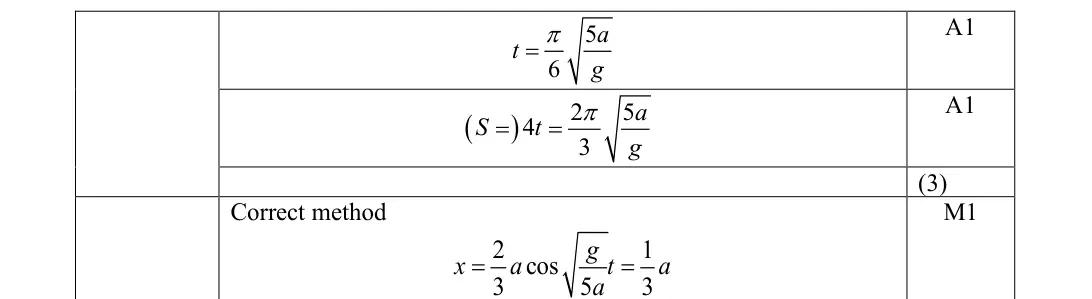 t = π/6 √(5a/g) A1
(S =) 4t = 2π/3 √(5a/g) A1
(3)
Correct method M1
x = 2/3 a cos √(g/5a) t = 1/3 a